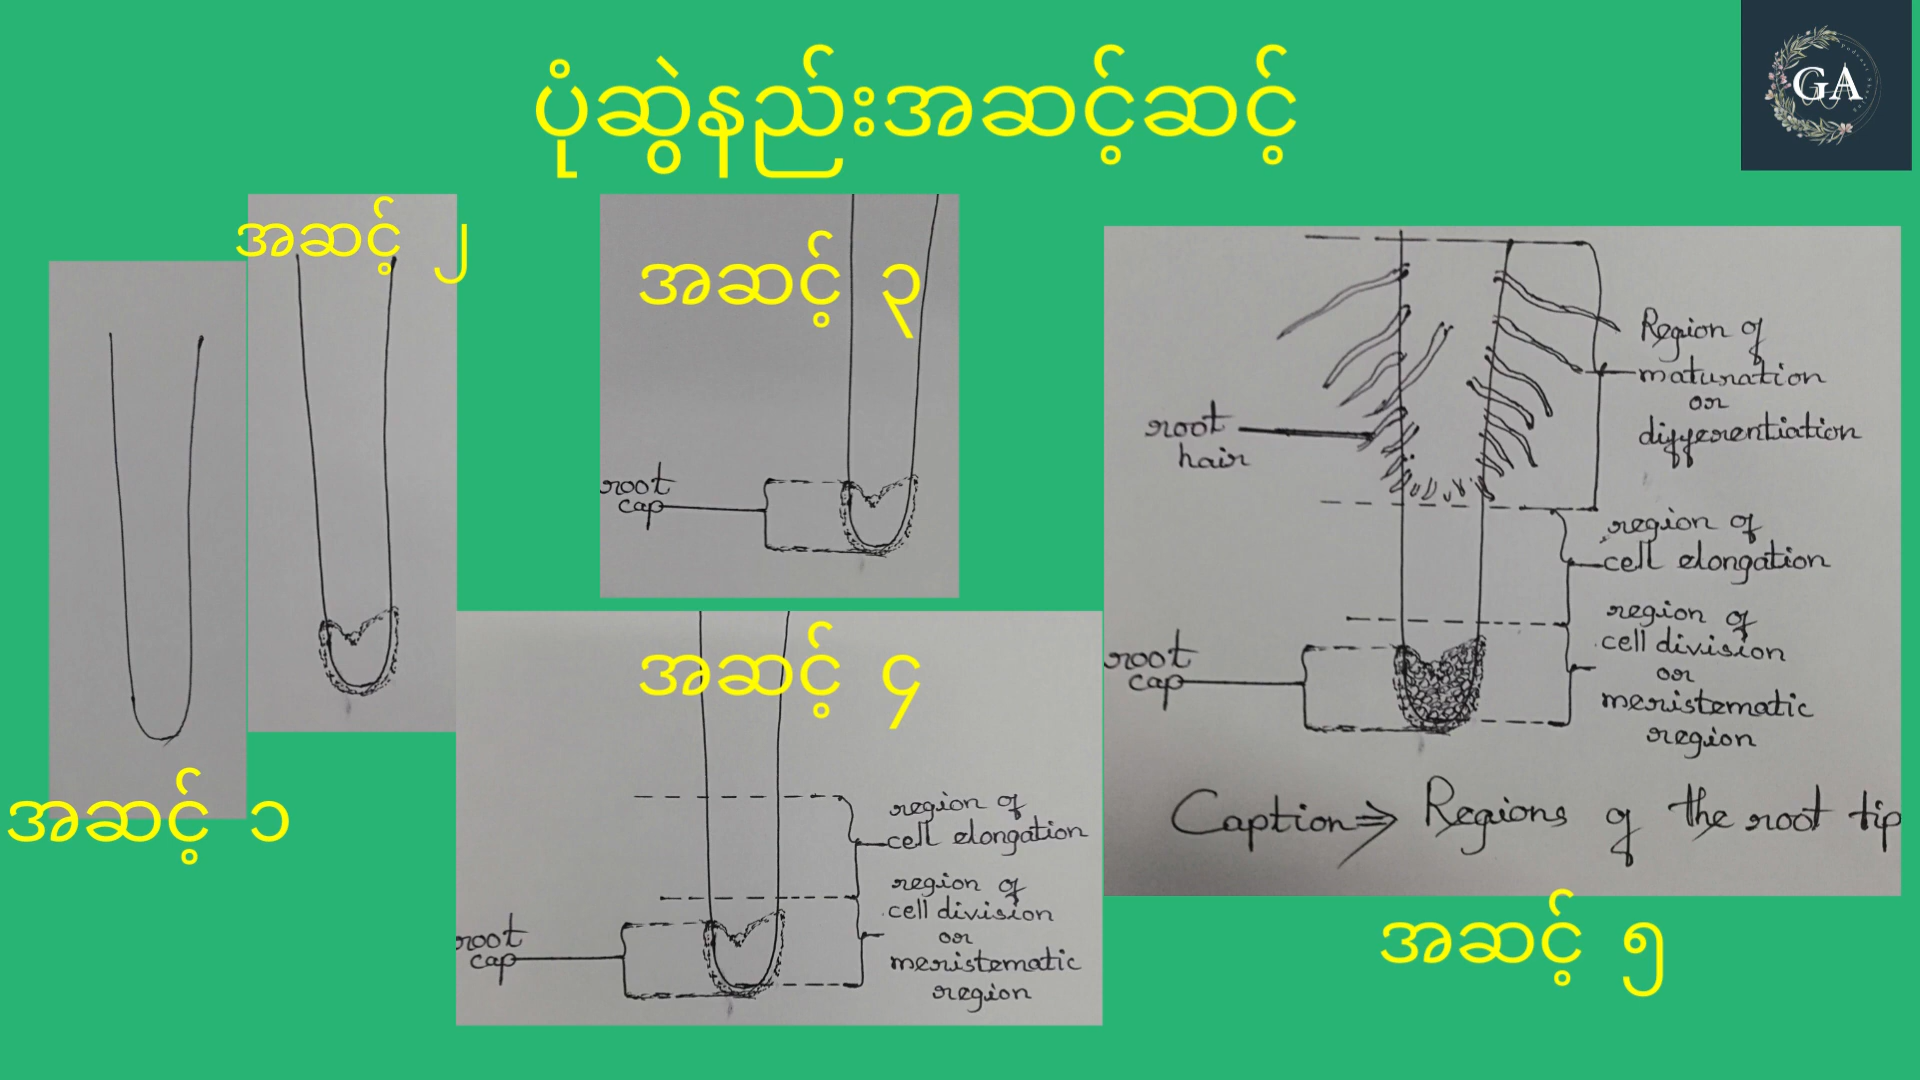 ပုံဆွဲနည်းအဆင့်ဆင့်
GA
အဆင့် ၁
အဆင့် ၂
အဆင့် ၃
root
cap
အဆင့် ၄
region of
cell elongation
region of
cell division
or
meristematic
region
root
cap
Region of
maturation
or
differentiation
root
hair
region of
cell elongation
region of
cell division
or
meristematic
region
root
cap
Caption⇒ Regions of the root tip
အဆင့် ၅